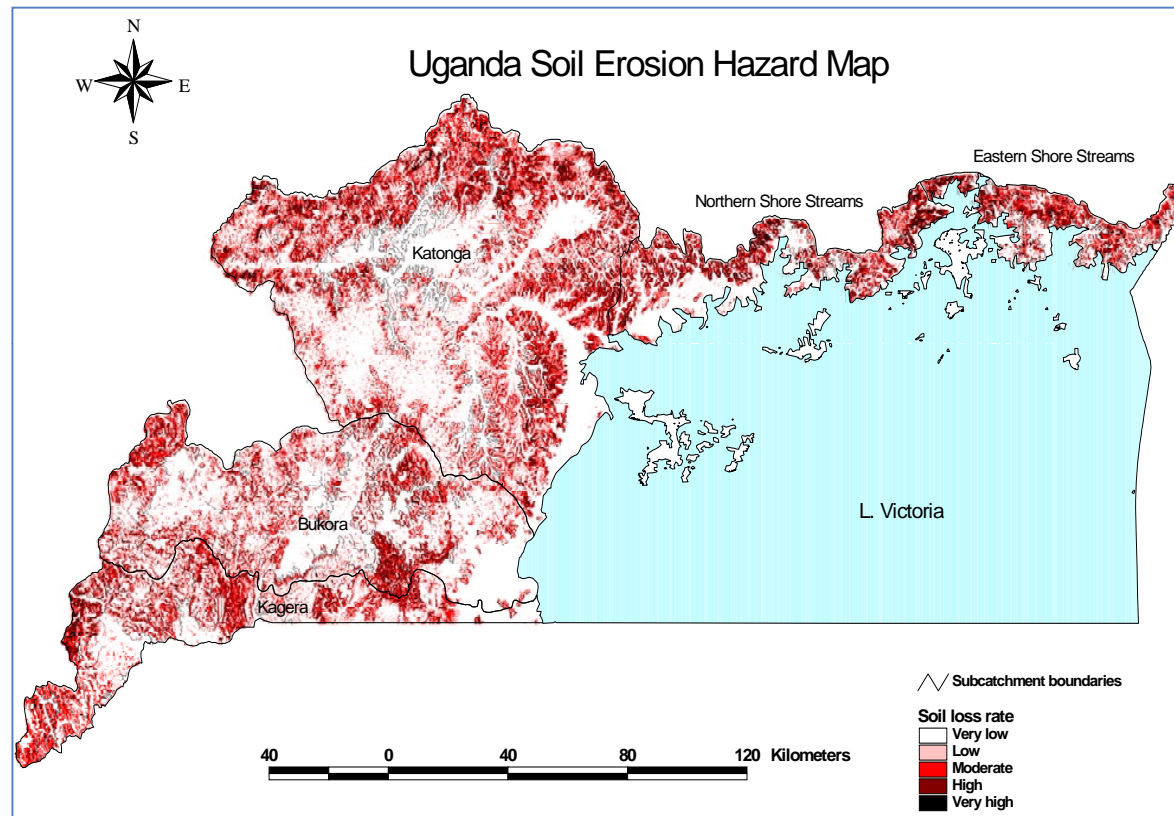 N
W E
S
Uganda Soil Erosion Hazard Map
Eastern Shore Streams
Northern Shore Streams
Katonga
Bukora
L. Victoria
Kagera
Subcatchment boundaries
Soil loss rate
Very low
Low
Moderate
High
Very high
40 0 40 80 120 Kilometers